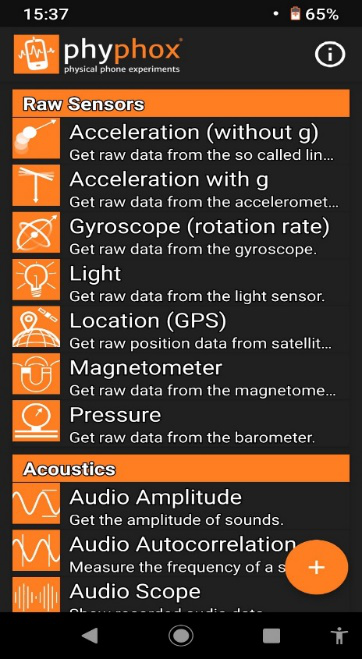 15:37
65%
phyphox
physical phone experiments
Raw Sensors
Acceleration (without g)
Get raw data from the so called lin...
Acceleration with g
Get raw data from the acceleromet...
Gyroscope (rotation rate)
Get raw data from the gyroscope.
Light
Get raw data from the light sensor.
Location (GPS)
Get raw position data from satellit...
Magnetometer
Get raw data from the magnetome...
Pressure
Get raw data from the barometer.
Acoustics
Audio Amplitude
Get the amplitude of sounds.
Audio Autocorrelation
Measure the frequency of a s
+
Audio Scope
Show recorded audio data